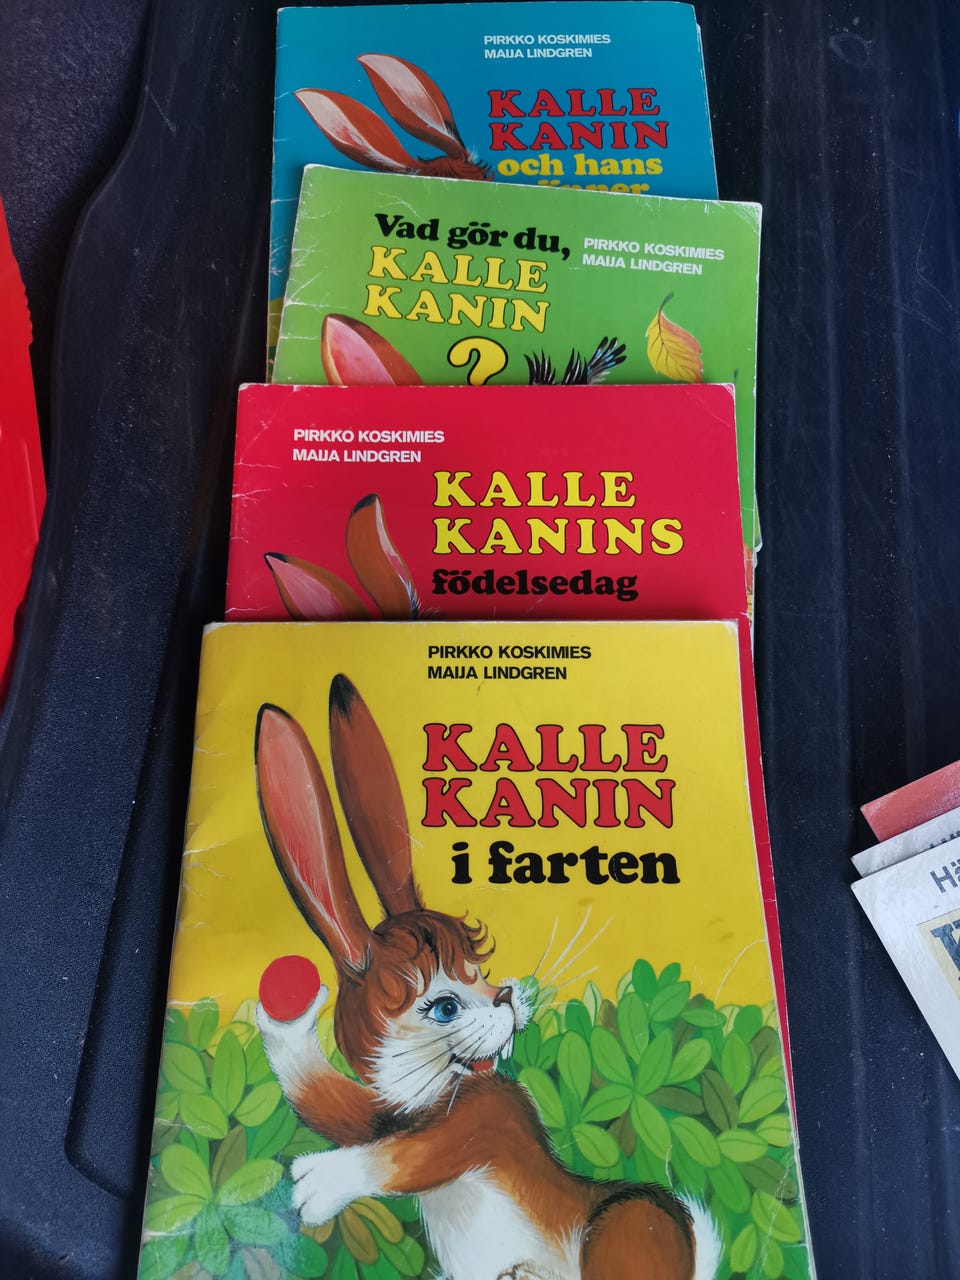 PIRKKO KOSKIMIES
MAIJA LINDGREN
KALLE
KANIN
och hans
Vad gör du,
KALLE
KANIN
?
PIRKKO KOSKIMIES
MAIJA LINDGREN
PIRKKO KOSKIMIES
MAIJA LINDGREN
KALLE
KANINS
födelsedag
PIRKKO KOSKIMIES
MAIJA LINDGREN
KALLE
KANIN
i farten